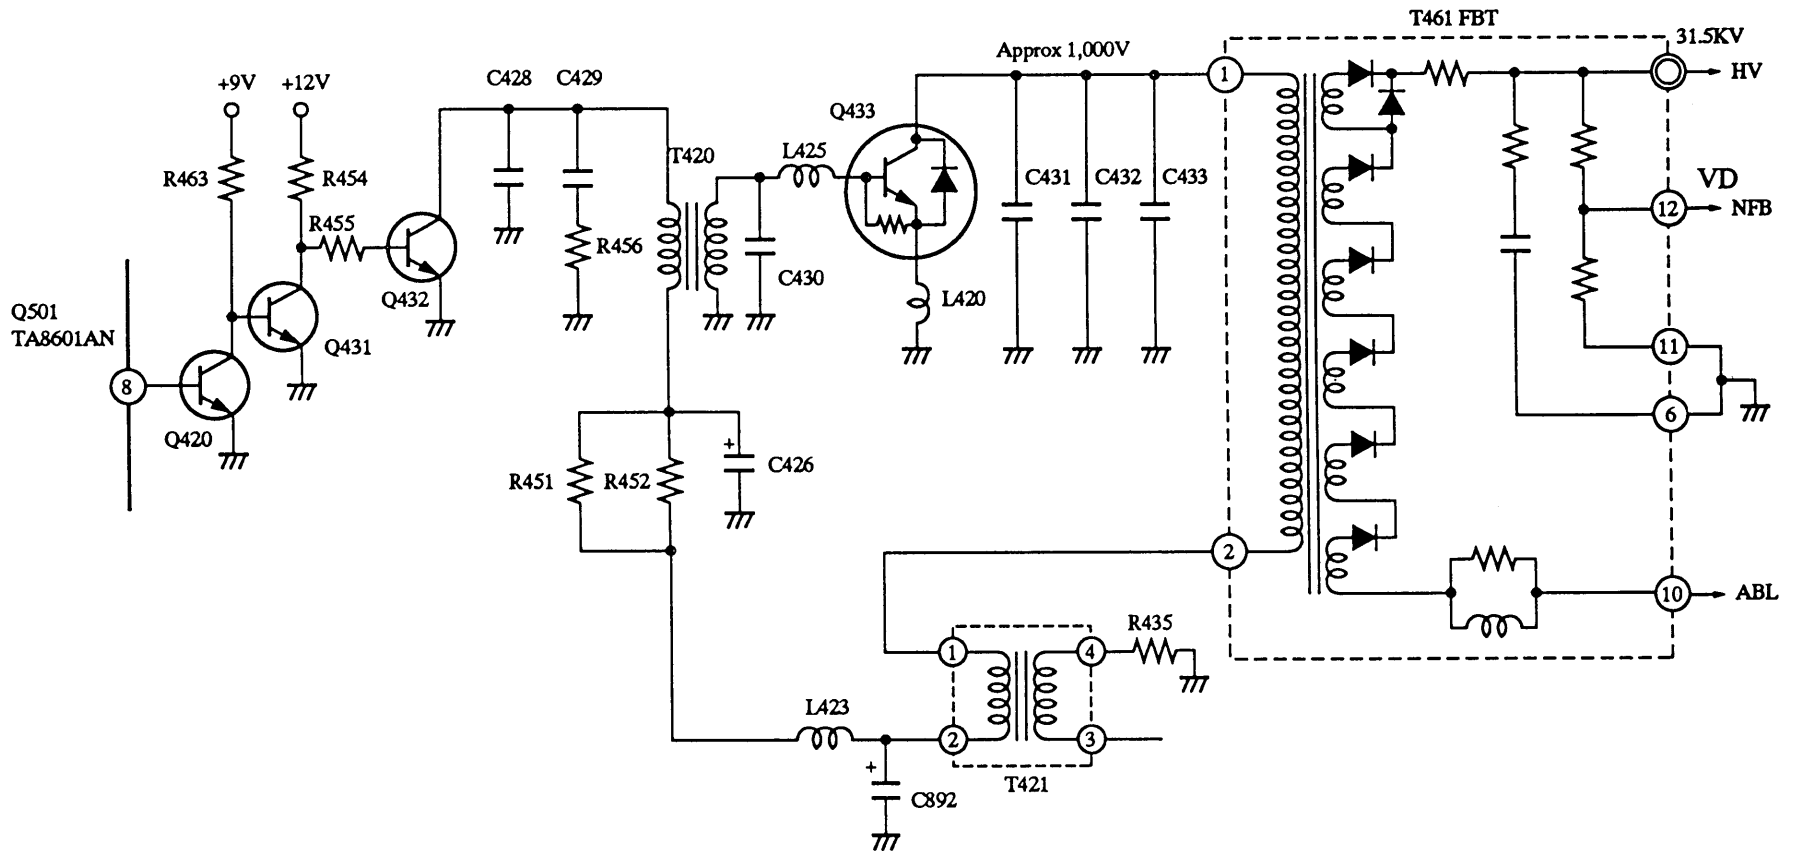 T461 FBT
31.5KV
Approx 1,000V
1
HV
+9V
+12V
C428
C429
Q433
T420
L425
R463
R454
C431
C432
C433
VD
12
NFB
R455
R456
C430
Q432
L420
Q501
TA8601AN
Q431
11
8
6
Q420
+
C426
R451
R452
2
10
ABL
R435
1
4
L423
2
3
+
T421
C892